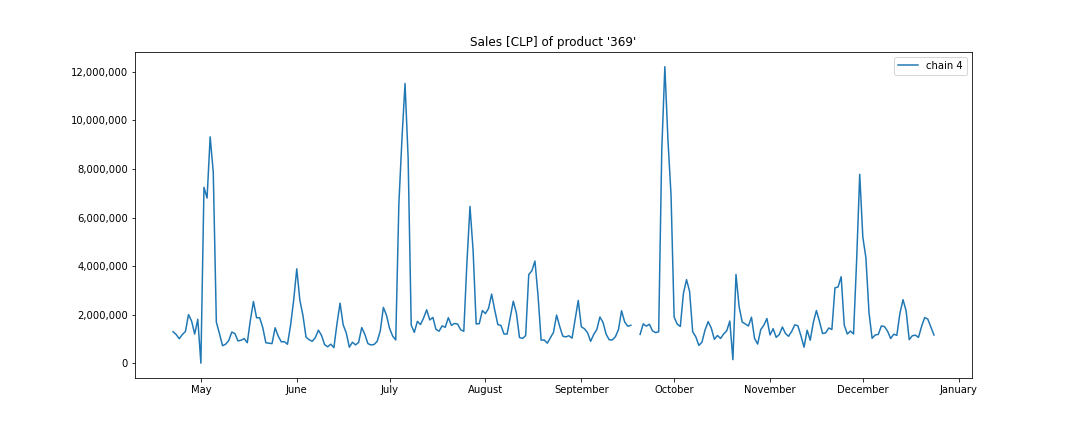 Sales [CLP] of product '369'
chain 4
12,000,000
10,000,000
8,000,000
6,000,000
4,000,000
2,000,000
0
May June July August September October November December January